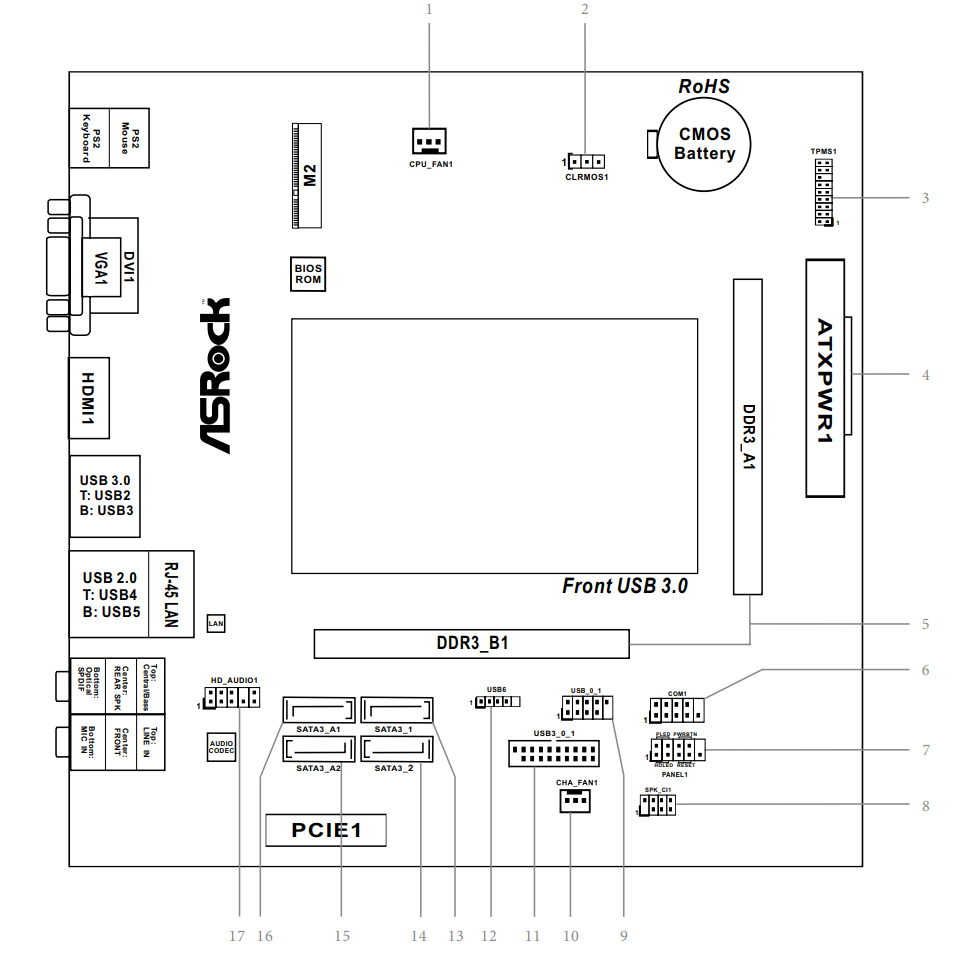 1
2
RoHS
CMOS
Battery
PS2
Mouse
PS2
Keyboard
M2
CPU_FAN1
1
CLRMOS1
TPMS1
1
3
DVI1
VGA1
BIOS
ROM
ASRock
TM
ATXPWR1
4
HDMI1
DDR3_A1
USB 3.0
T: USB2
B: USB3
Front USB 3.0
USB 2.0
T: USB4
B: USB5
RJ-45 LAN
LAN
DDR3_B1
5
Top:
Central/Bass
Center:
REAR SPK
Bottom:
Optical
SPDIF
Top:
LINE IN
Center:
FRONT
Bottom:
MIC IN
HD_AUDIO1
1
AUDIO
CODEC
SATA3_A1
SATA3_1
SATA3_A2
SATA3_2
USB6
1
USB_0_1
1
COM1
1
6
USB3_0_1
PLED PWRBTN
1
HDLED RESET
PANEL1
7
CHA_FAN1
SPK_CI1
1
8
PCIE1
17
16
15
14
13
12
11
10
9